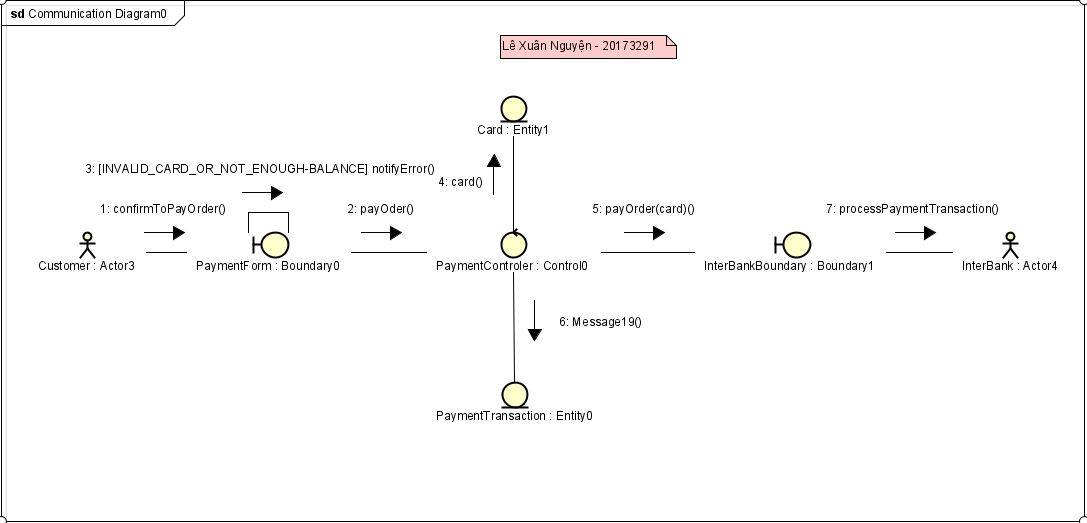 sd Communication Diagram0
Lê Xuân Nguyện - 20173291
Card : Entity1
3: [INVALID_CARD_OR_NOT_ENOUGH-BALANCE] notifyError()
4: card()
1: confirmToPayOrder()
2: payOder()
5: payOrder(card)()
7: processPaymentTransaction()
Customer : Actor3
PaymentForm : Boundary0
PaymentControler : Control0
InterBankBoundary : Boundary1
InterBank : Actor4
6: Message19()
PaymentTransaction : Entity0